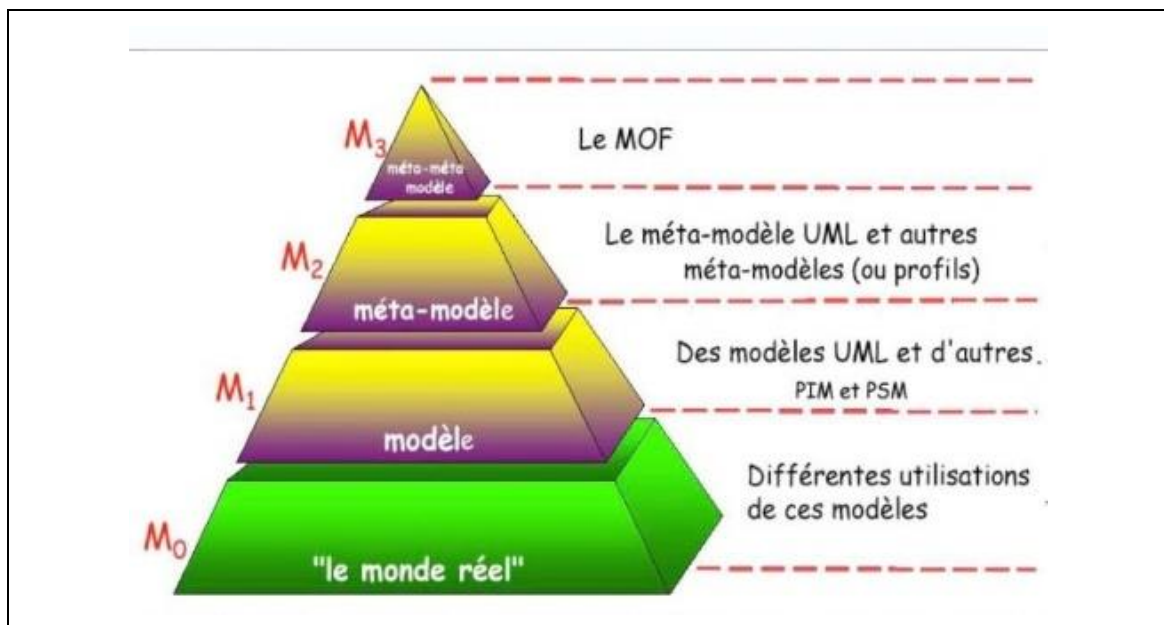 M3
méta-méta
modèle
Le MOF
M2
méta-modèle
Le méta-modèle UML et autres
méta-modèles (ou profils)
M1
modèle
Des modèles UML et d'autres.
PIM et PSM
M0
"le monde réel"
Différentes utilisations
de ces modèles